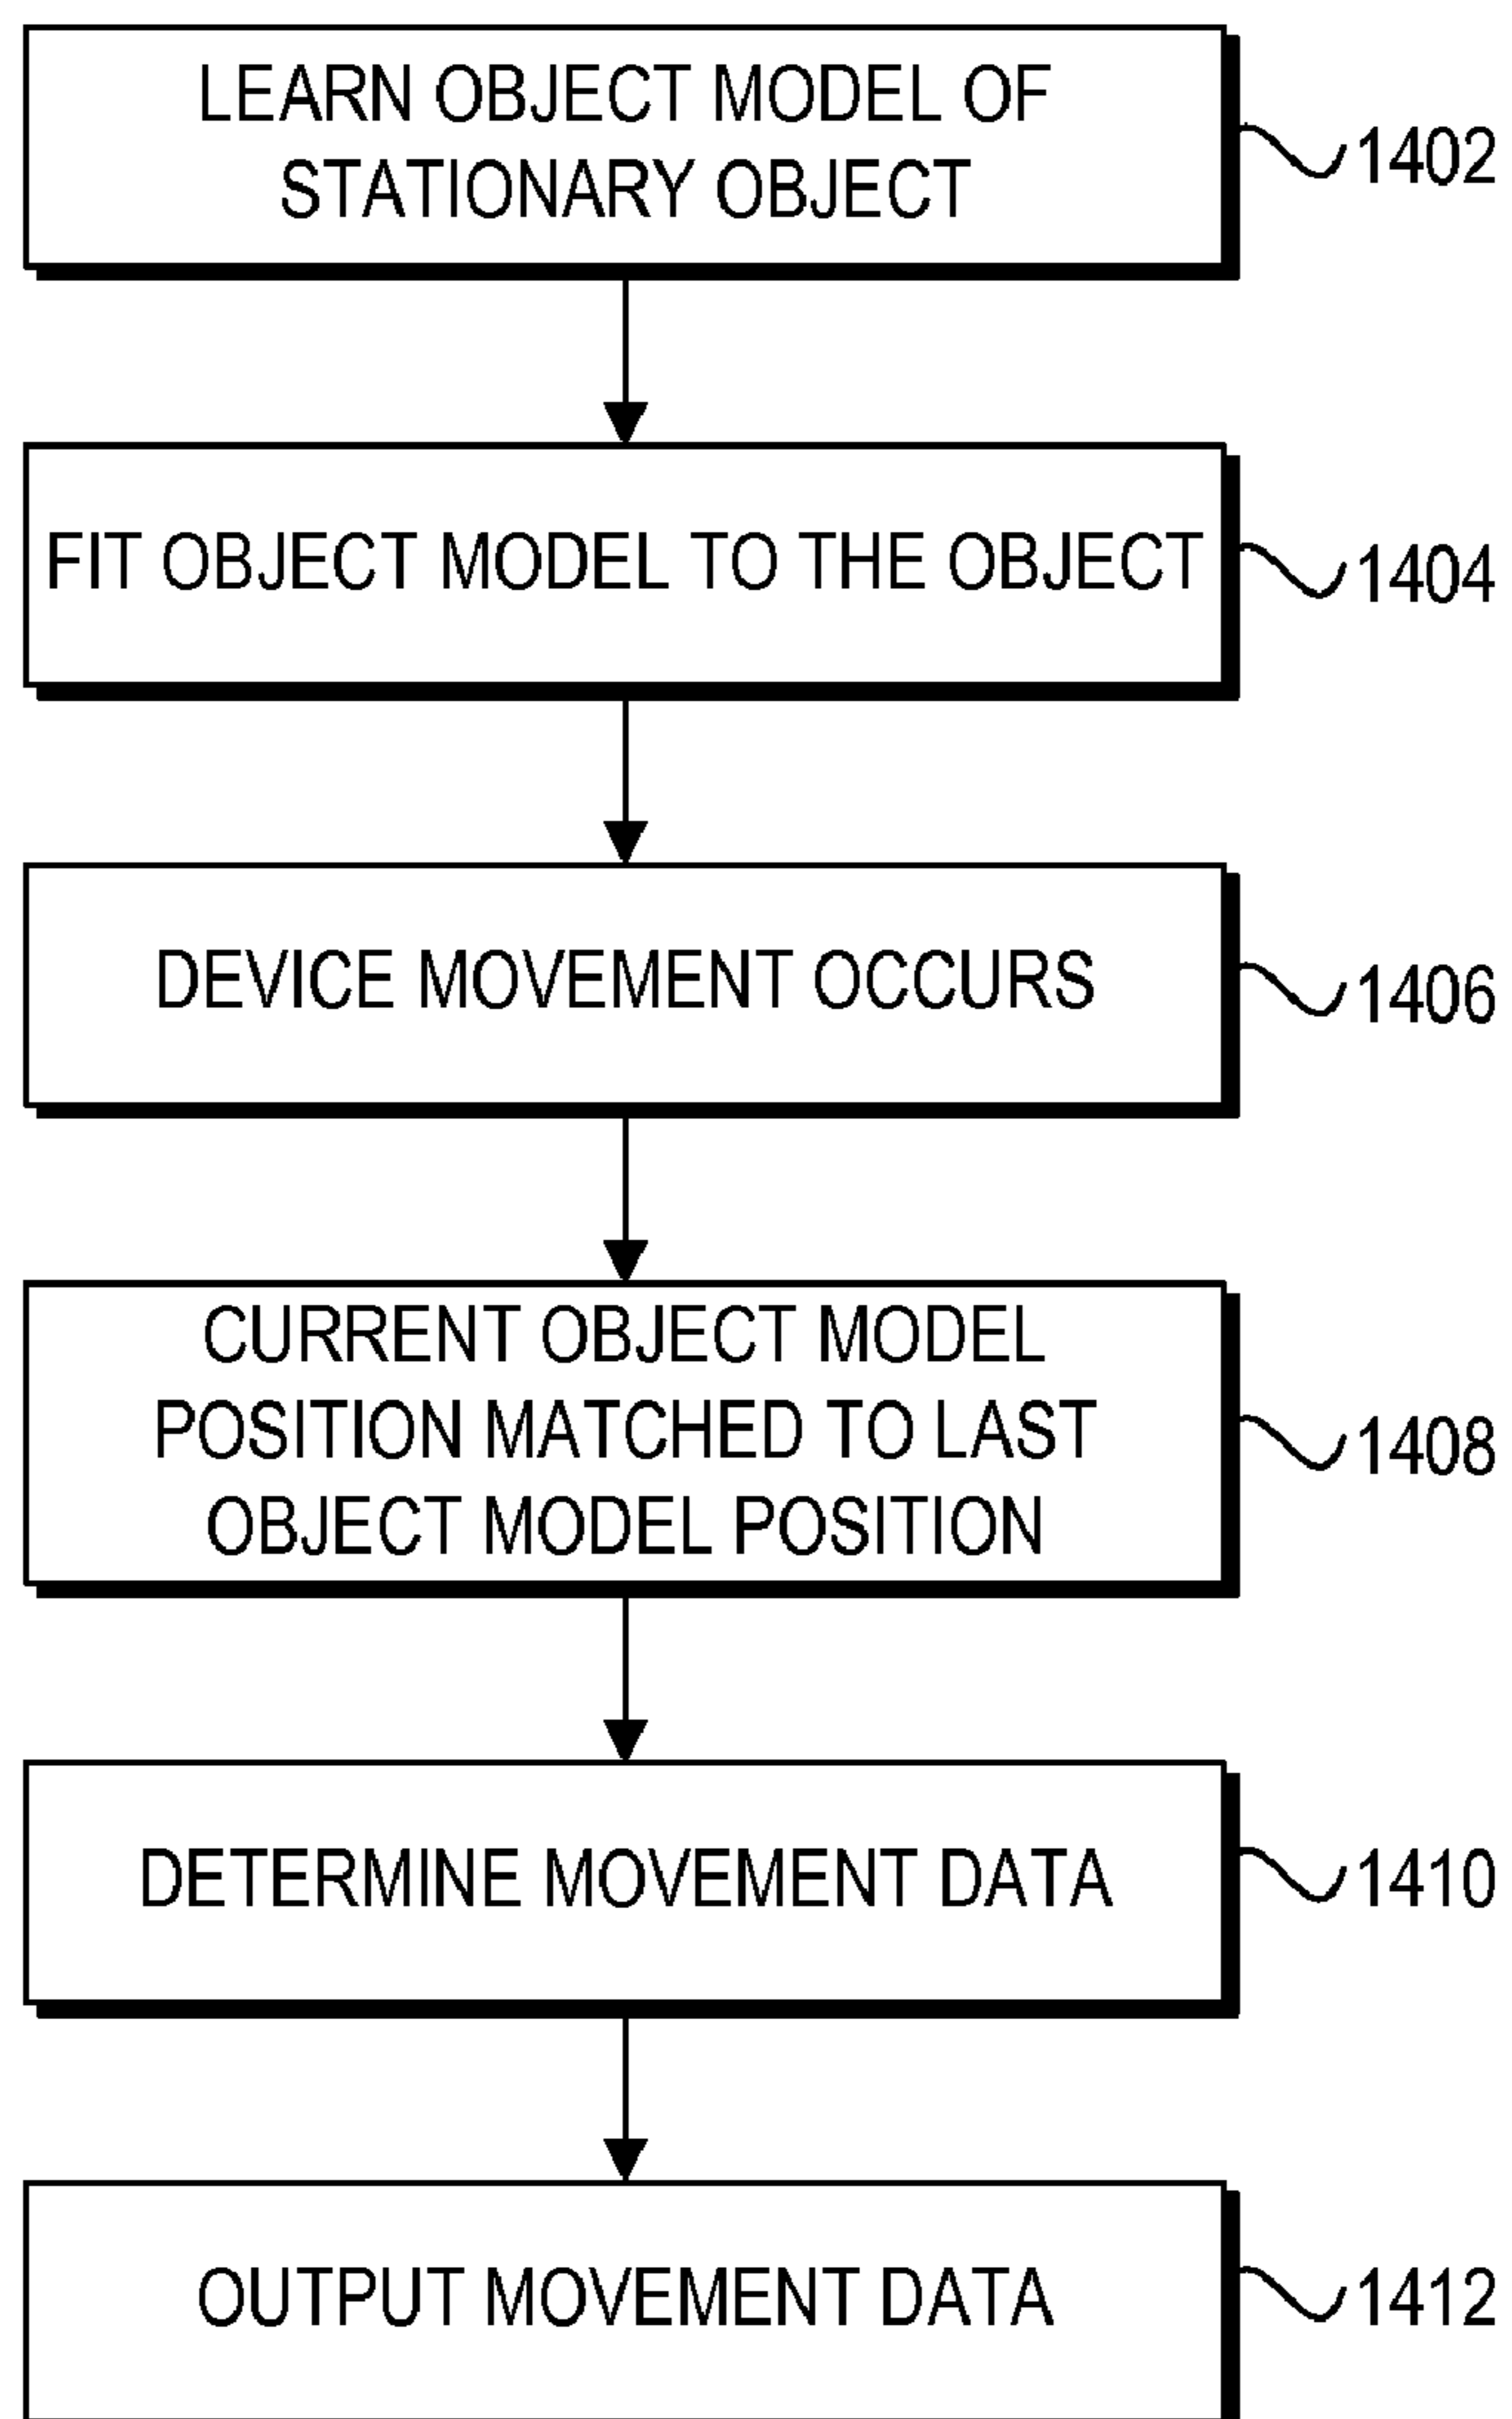 LEARN OBJECT MODEL OF
STATIONARY OBJECT
1402
FIT OBJECT MODEL TO THE OBJECT
1404
DEVICE MOVEMENT OCCURS
1406
CURRENT OBJECT MODEL
POSITION MATCHED TO LAST
OBJECT MODEL POSITION
1408
DETERMINE MOVEMENT DATA
1410
OUTPUT MOVEMENT DATA
1412